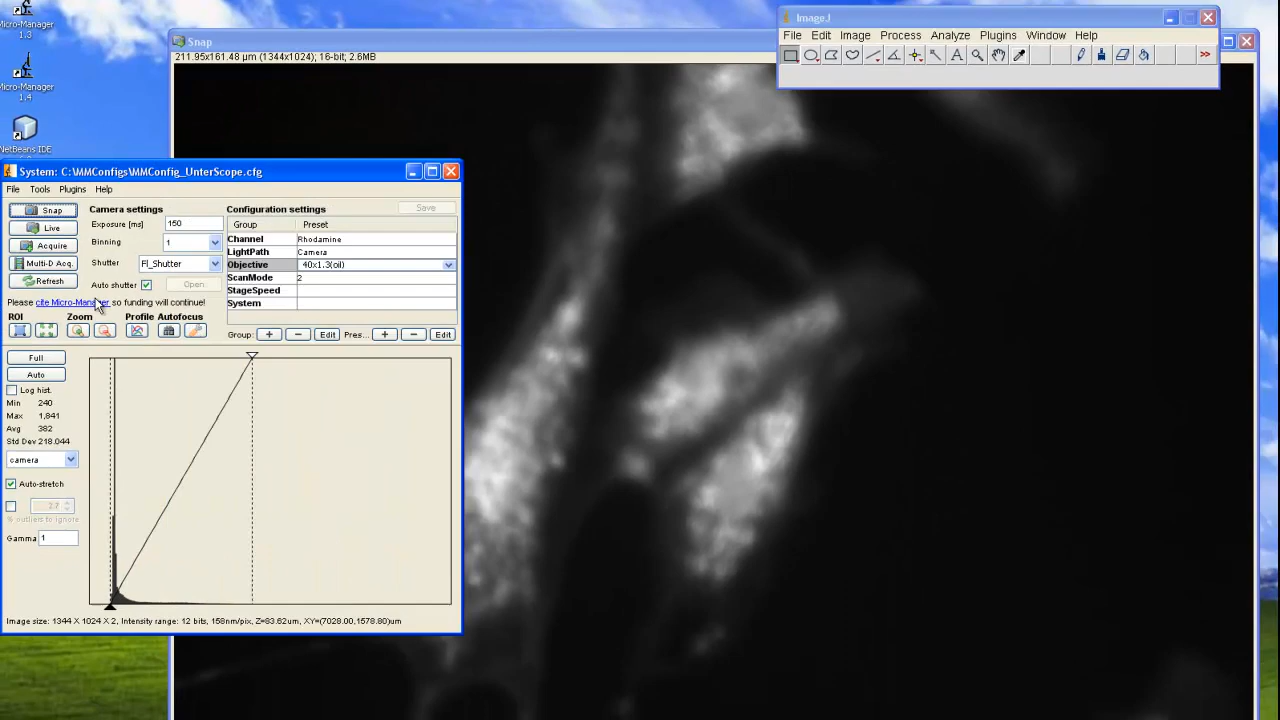 Micro-Manager
1.3
Micro-Manager
1.4
NetBeans IDE
Snap
211.95x161.48 µm (1344x1024); 16-bit; 2.6MB
ImageJ
File Edit Image Process Analyze Plugins Window Help
System: C:\MMConfigs\MMConfig_UnterScope.cfg
File Tools Plugins Help
Snap
Live
Acquire
Multi-D Acq.
Refresh
Camera settings
Exposure [ms] 150
Binning 1
Shutter Fl_Shutter
Auto shutter Open
Configuration settings Save
Group Preset
Channel Rhodamine
LightPath Camera
Objective 40x1.3(oil)
ScanMode 2
StageSpeed
System
Please cite Micro-Manager so funding will continue!
ROI Zoom Profile Autofocus
Group: + − Edit Pres... + − Edit
Full
Auto
Log hist.
Min 240
Max 1,841
Avg 382
Std Dev 218.044
camera
Auto-stretch
% outliers to ignore
Gamma 1
Image size: 1344 X 1024 X 2, Intensity range: 12 bits, 158nm/pix, Z=83.62um, XY=(7028.00,1578.80)um